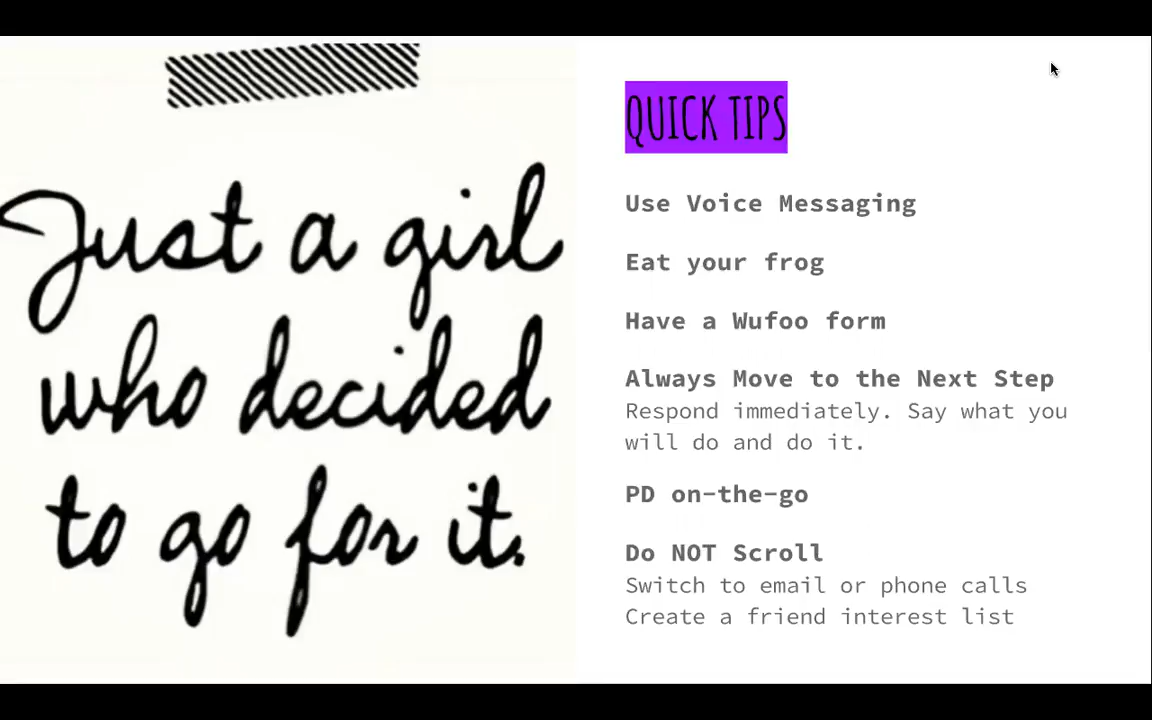 Just a girl
who decided
to go for it.
QUICK TIPS
Use Voice Messaging
Eat your frog
Have a Wufoo form
Always Move to the Next Step
Respond immediately. Say what you
will do and do it.
PD on-the-go
Do NOT Scroll
Switch to email or phone calls
Create a friend interest list